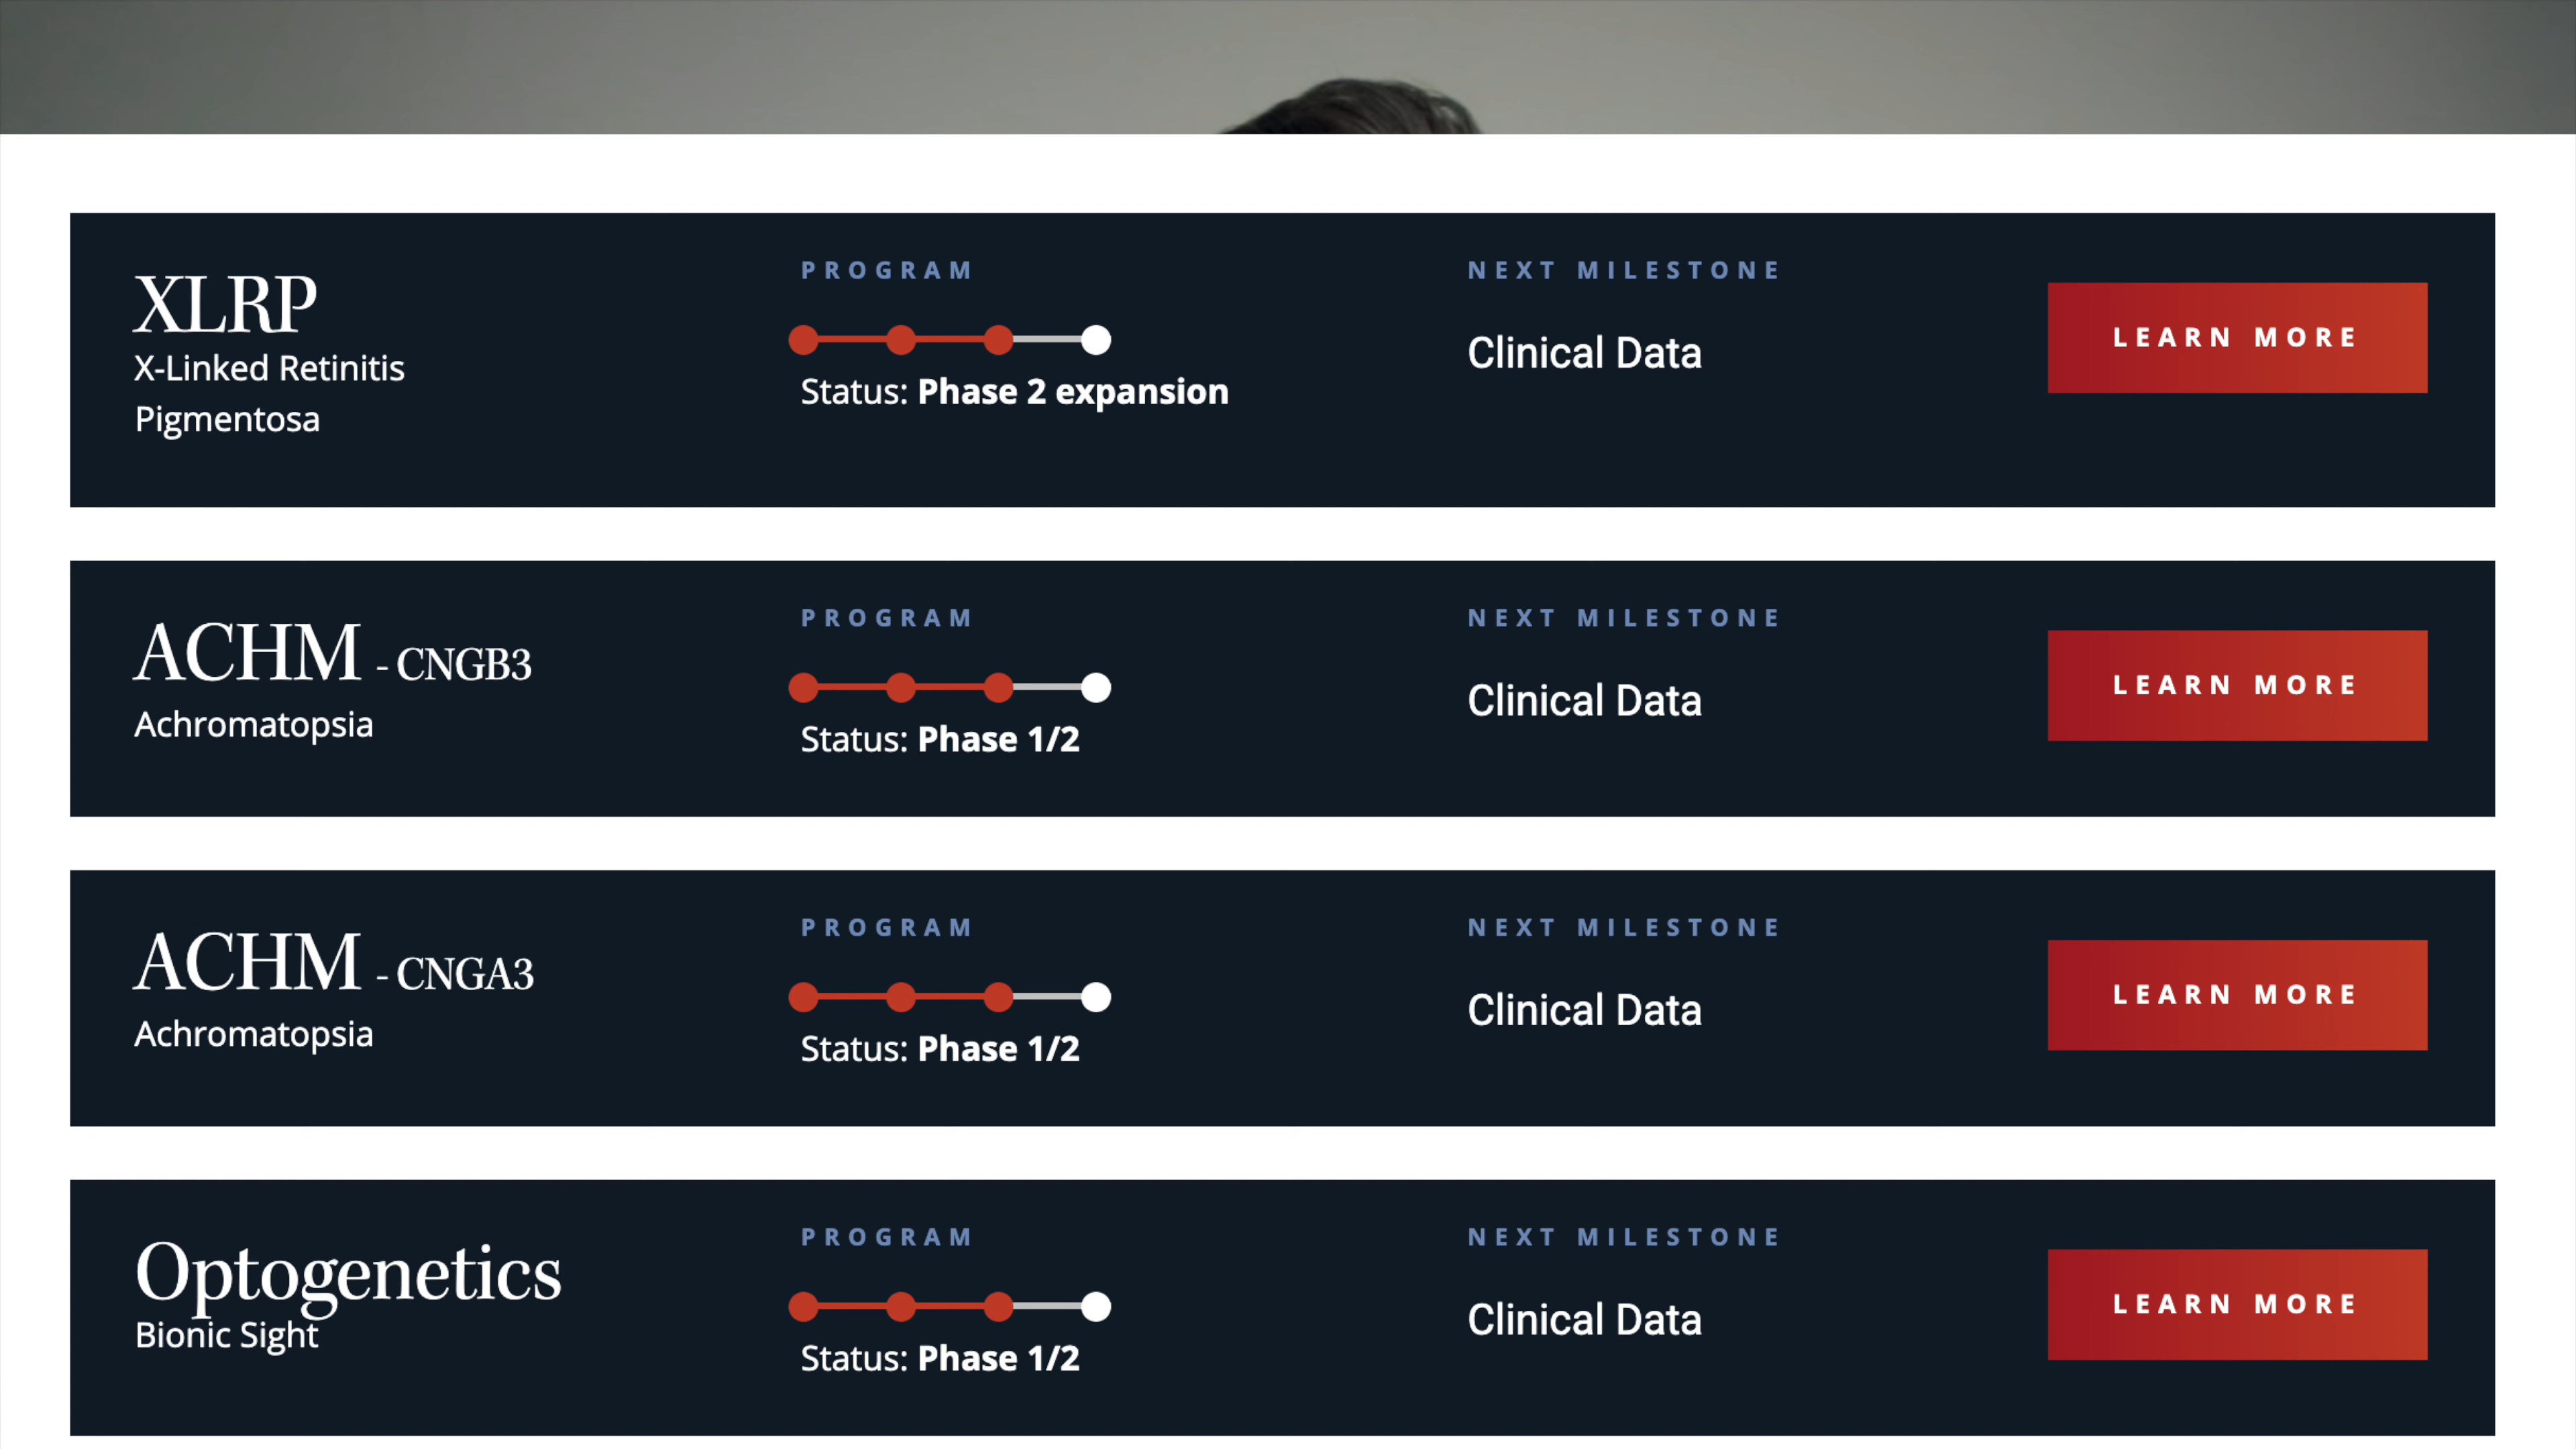 XLRP
X-Linked Retinitis
Pigmentosa
PROGRAM
Status: Phase 2 expansion
NEXT MILESTONE
Clinical Data
LEARN MORE
ACHM - CNGB3
Achromatopsia
PROGRAM
Status: Phase 1/2
NEXT MILESTONE
Clinical Data
LEARN MORE
ACHM - CNGA3
Achromatopsia
PROGRAM
Status: Phase 1/2
NEXT MILESTONE
Clinical Data
LEARN MORE
Optogenetics
Bionic Sight
PROGRAM
Status: Phase 1/2
NEXT MILESTONE
Clinical Data
LEARN MORE